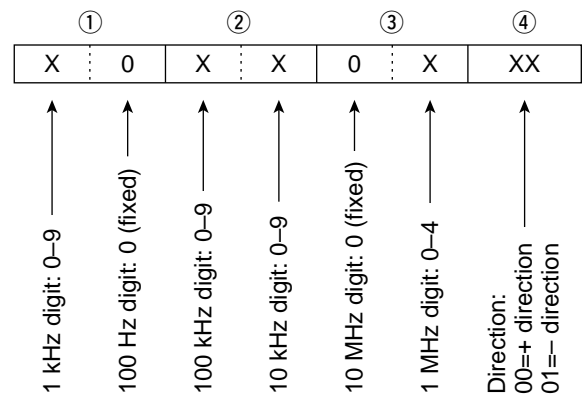 ① ② ③ ④
X 0 X X 0 X XX
1 kHz digit: 0–9
100 Hz digit: 0 (fixed)
100 kHz digit: 0–9
10 kHz digit: 0–9
10 MHz digit: 0 (fixed)
1 MHz digit: 0–4
Direction:
00=+ direction
01=– direction